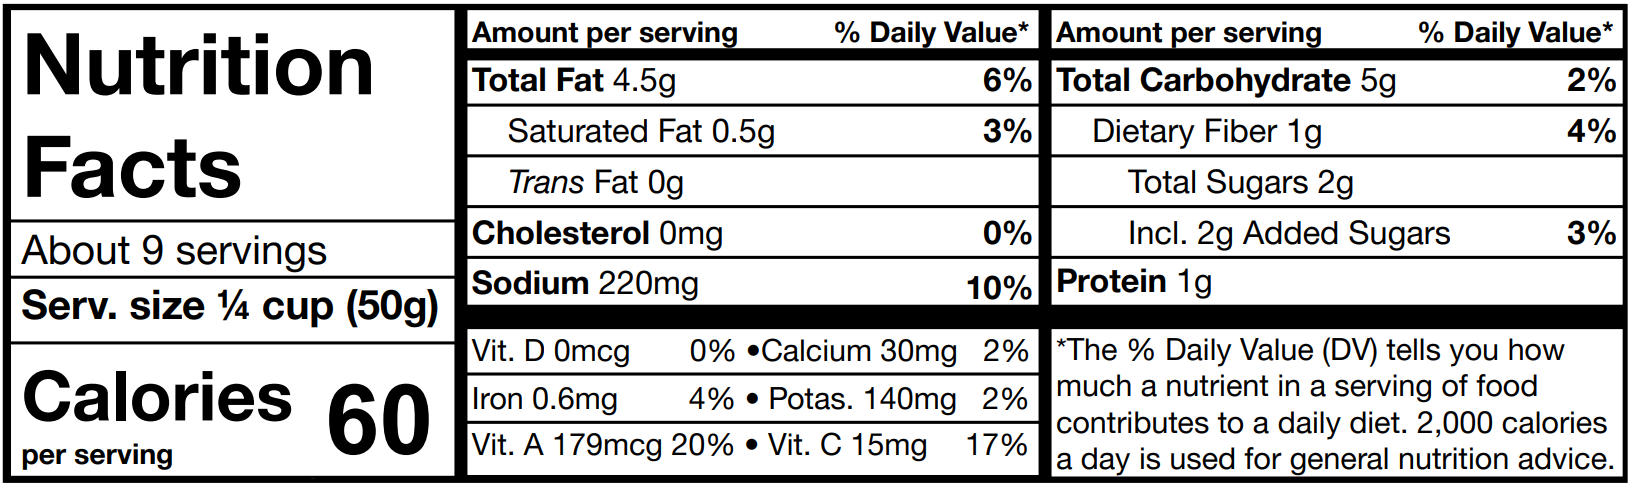 Nutrition
Facts
About 9 servings
Serv. size ¼ cup (50g)
Calories 60
per serving
Amount per serving % Daily Value*
Total Fat 4.5g 6%
Saturated Fat 0.5g 3%
Trans Fat 0g
Cholesterol 0mg 0%
Sodium 220mg 10%
Vit. D 0mcg 0% •Calcium 30mg 2%
Iron 0.6mg 4% • Potas. 140mg 2%
Vit. A 179mcg 20% • Vit. C 15mg 17%
Amount per serving % Daily Value*
Total Carbohydrate 5g 2%
Dietary Fiber 1g 4%
Total Sugars 2g
Incl. 2g Added Sugars 3%
Protein 1g
*The % Daily Value (DV) tells you how
much a nutrient in a serving of food
contributes to a daily diet. 2,000 calories
a day is used for general nutrition advice.